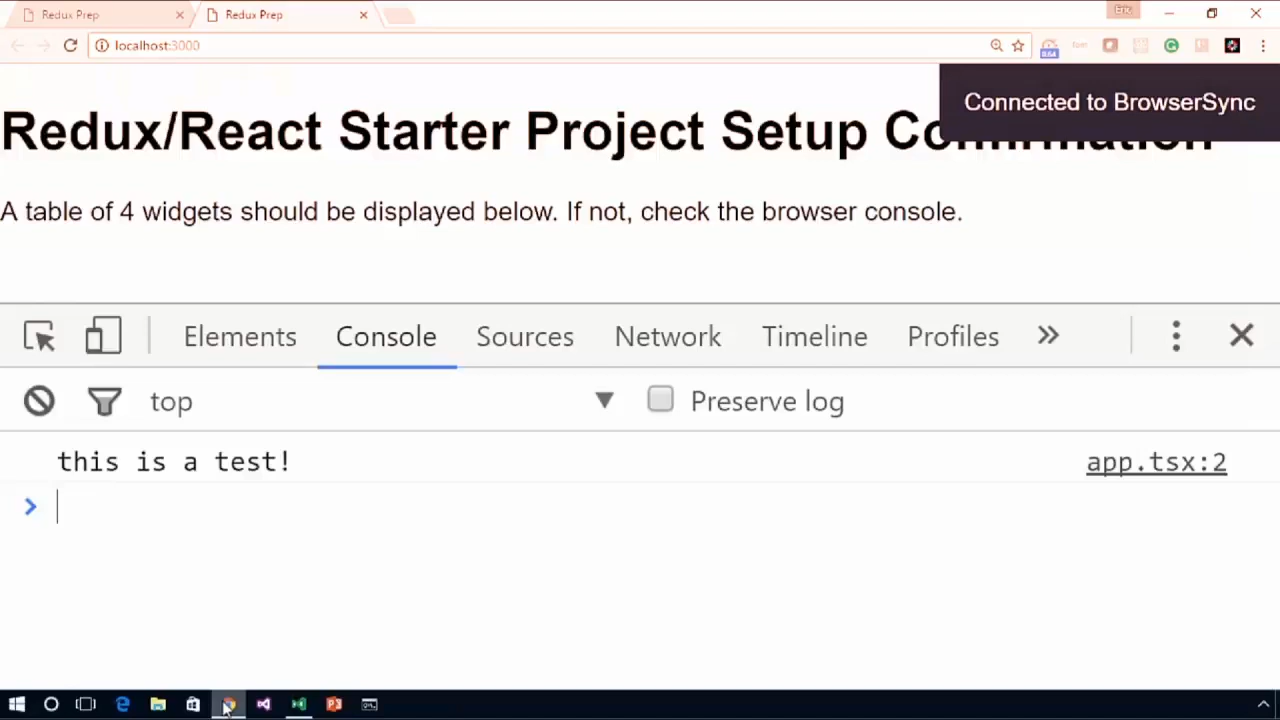 Redux Prep
Redux Prep
Eric
localhost:3000
Connected to BrowserSync
Redux/React Starter Project Setup Confirmation
A table of 4 widgets should be displayed below. If not, check the browser console.
Elements Console Sources Network Timeline Profiles »
top Preserve log
this is a test! app.tsx:2